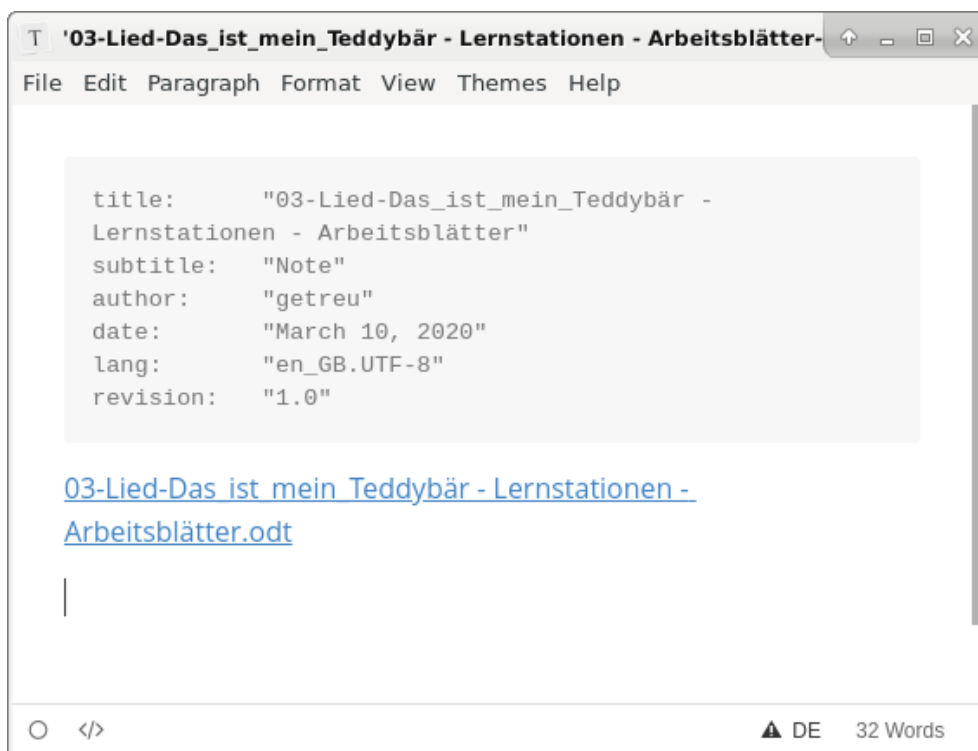 T '03-Lied-Das_ist_mein_Teddybär - Lernstationen - Arbeitsblätter-
File Edit Paragraph Format View Themes Help
title: "03-Lied-Das_ist_mein_Teddybär -
Lernstationen - Arbeitsblätter"
subtitle: "Note"
author: "getreu"
date: "March 10, 2020"
lang: "en_GB.UTF-8"
revision: "1.0"
03-Lied-Das_ist_mein_Teddybär - Lernstationen -
Arbeitsblätter.odt
</> DE 32 Words